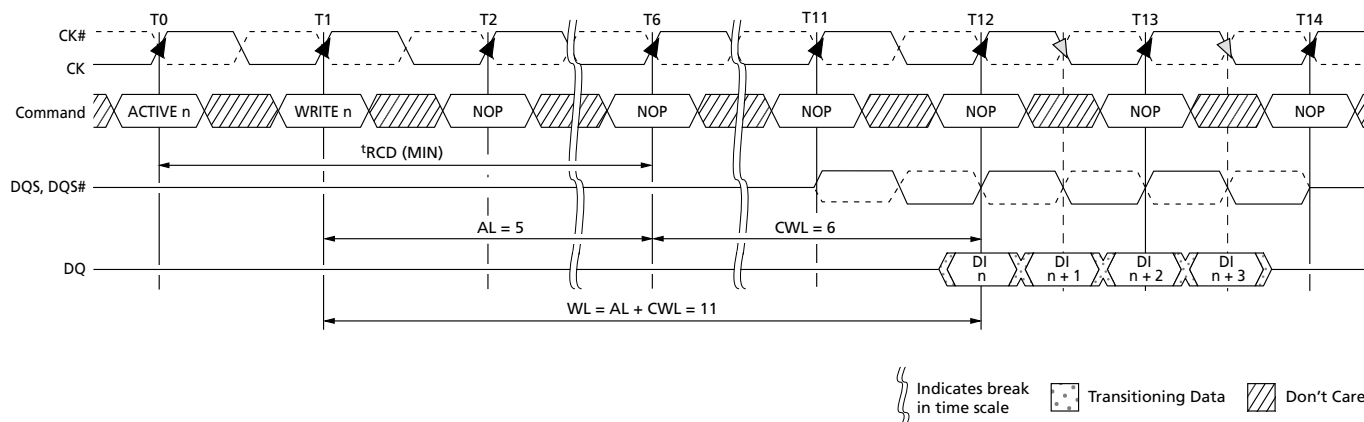 T0 T1 T2 T6 T11 T12 T13 T14
CK#
CK
Command ACTIVE n WRITE n NOP NOP NOP NOP NOP NOP
tRCD (MIN)
DQS, DQS#
AL = 5 CWL = 6
DQ DI n DI n + 1 DI n + 2 DI n + 3
WL = AL + CWL = 11
Indicates break
in time scale
Transitioning Data
Don't Care